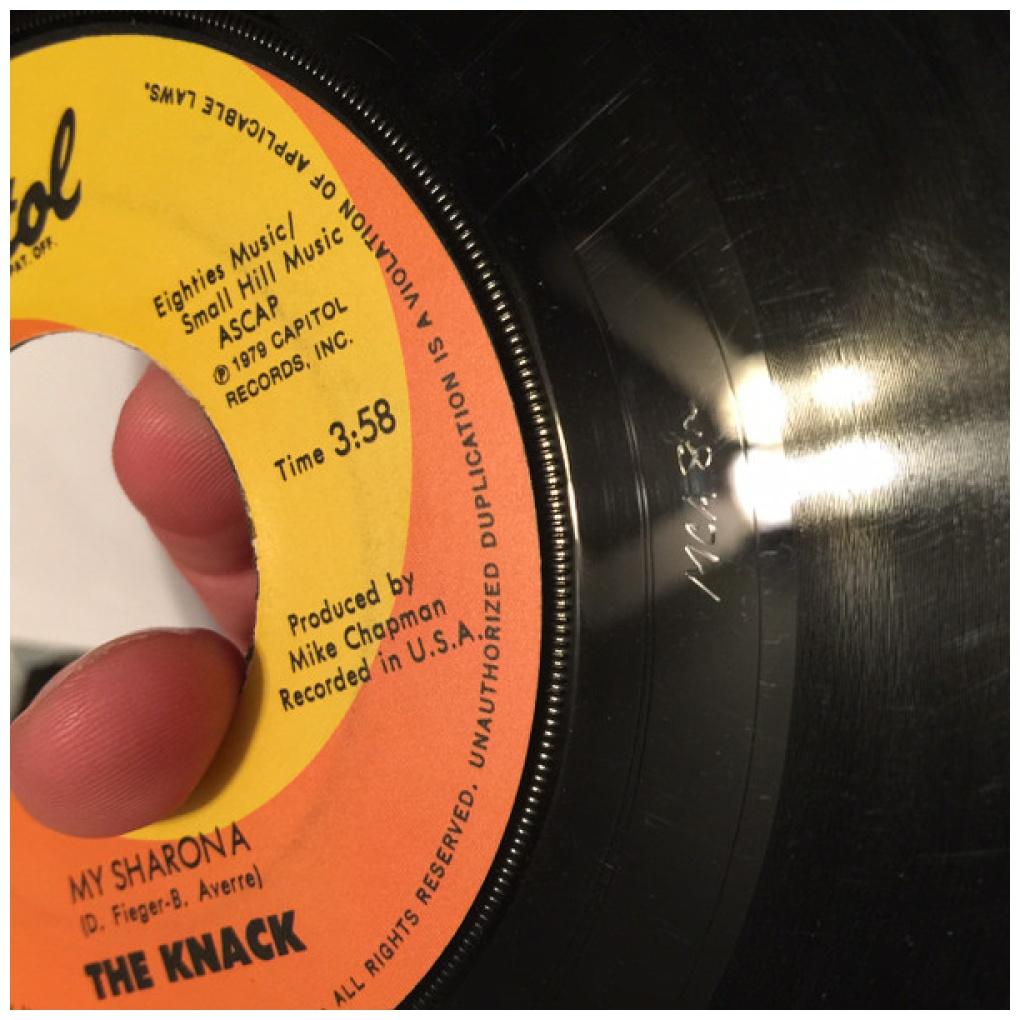 tol
PAT. OFF.
Eighties Music/
Small Hill Music
ASCAP
℗ 1979 CAPITOL
RECORDS, INC.
Time 3:58
Produced by
Mike Chapman
Recorded in U.S.A.
MY SHARONA
(D. Fieger-B. Averre)
THE KNACK
ALL RIGHTS RESERVED. UNAUTHORIZED DUPLICATION IS A VIOLATION OF APPLICABLE LAWS.